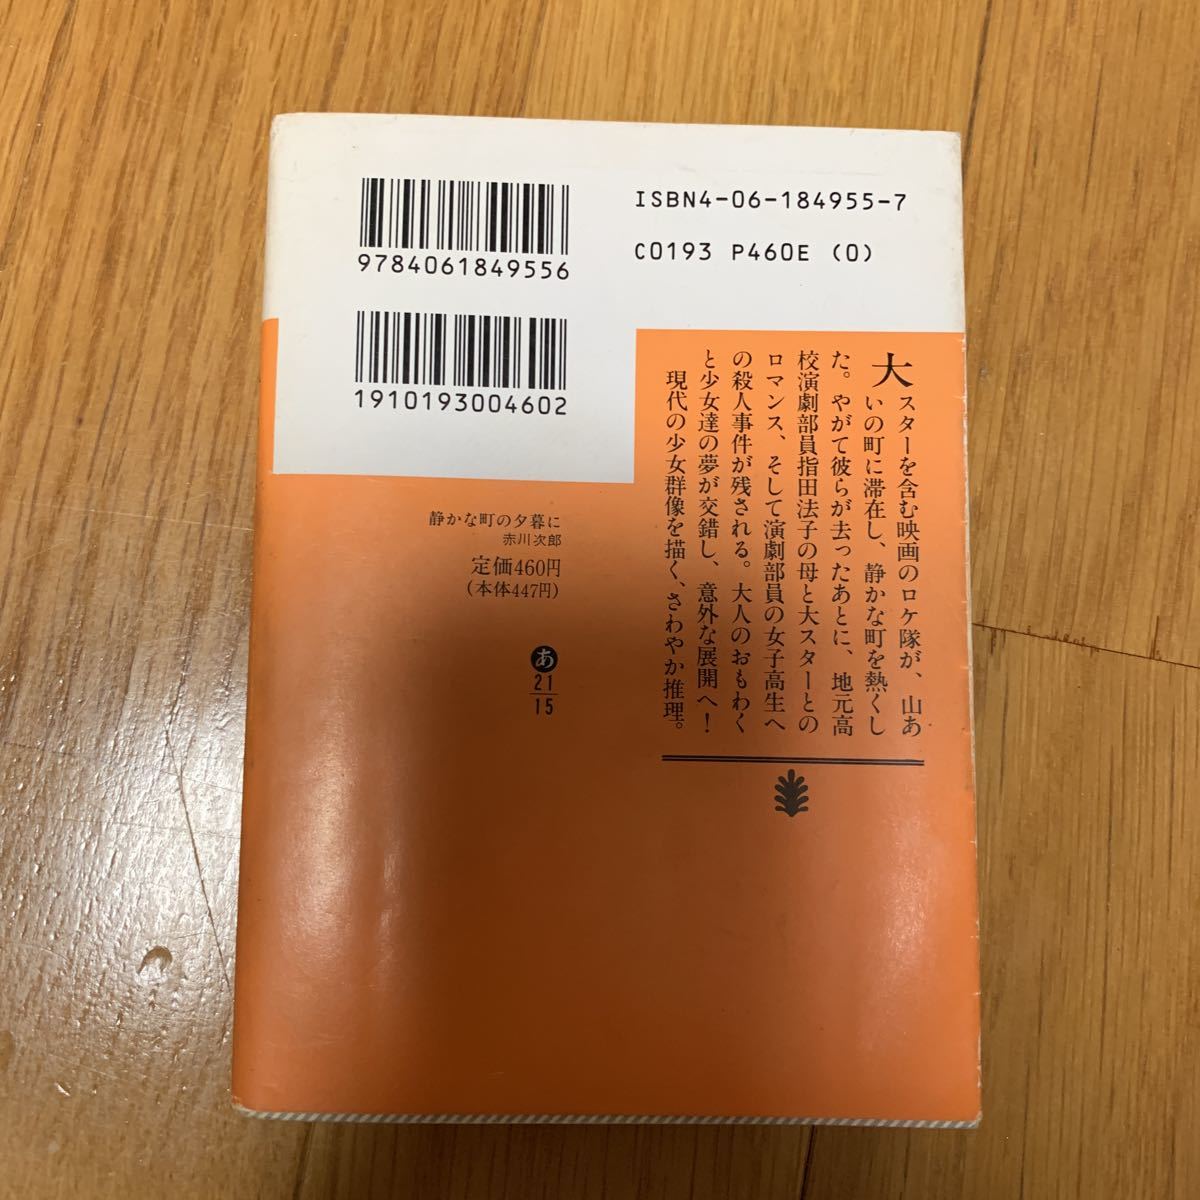 ISBN4-06-184955-7
C0193 P460E (0)
9784061849556
1910193004602
大スターを含む映画のロケ隊が、山あ
いの町に滞在し、静かな町を熱くし
た。やがて彼らが去ったあとに、地元高
校演劇部員指田法子の母と大スターとの
ロマンス、そして演劇部員の女子高生へ
の殺人事件が残される。大人のおもわく
と少女達の夢が交錯し、意外な展開へ！
現代の少女群像を描く、さわやか推理。
静かな町の夕暮に
赤川次郎
定価460円
(本体447円)
あ
21
15